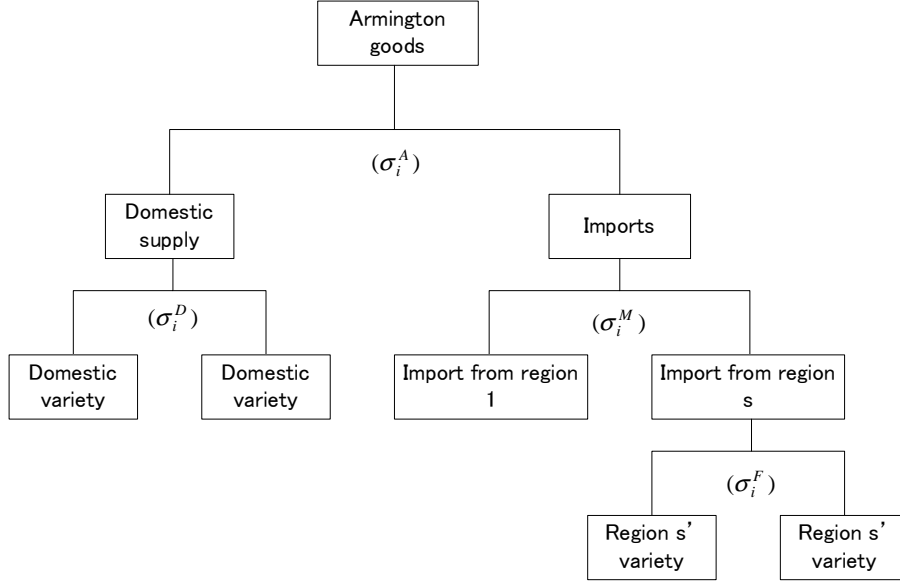 Armington
goods
(σ_i^A)
Domestic
supply
Imports
(σ_i^D)
(σ_i^M)
Domestic
variety
Domestic
variety
Import from region
1
Import from region
s
(σ_i^F)
Region s'
variety
Region s'
variety